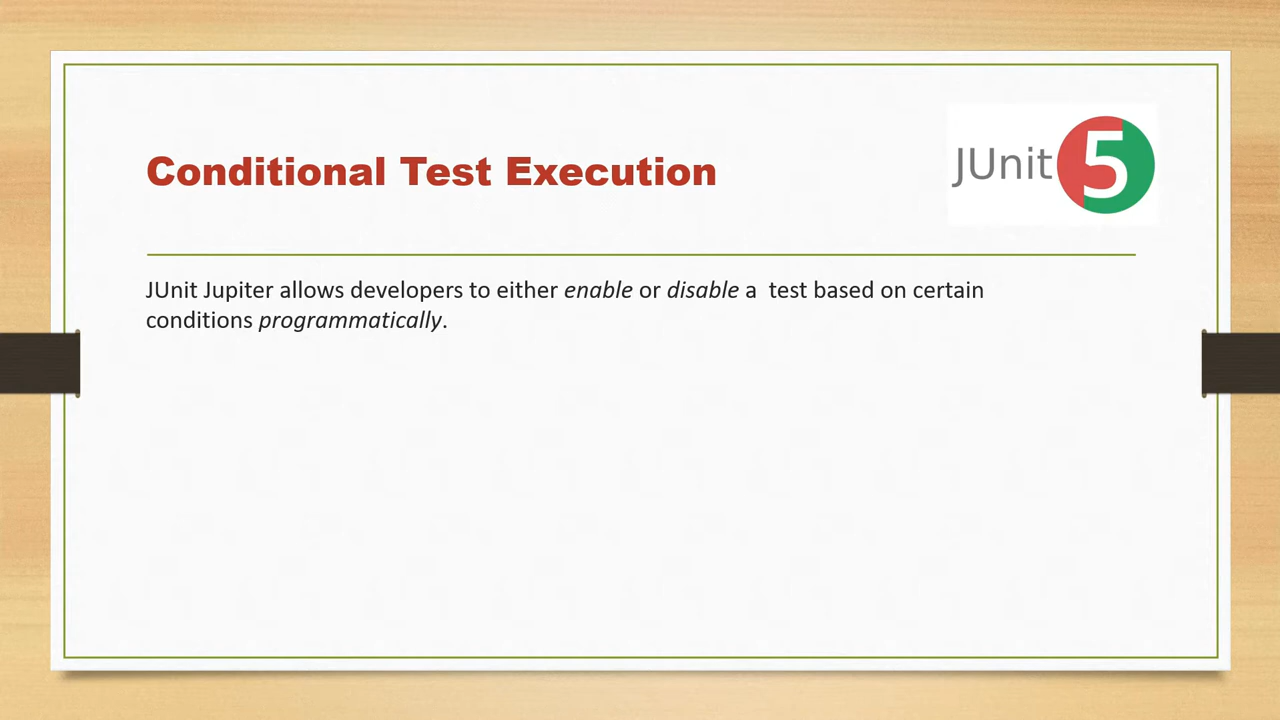 Conditional Test Execution
JUnit 5
JUnit Jupiter allows developers to either enable or disable a  test based on certain
conditions programmatically.